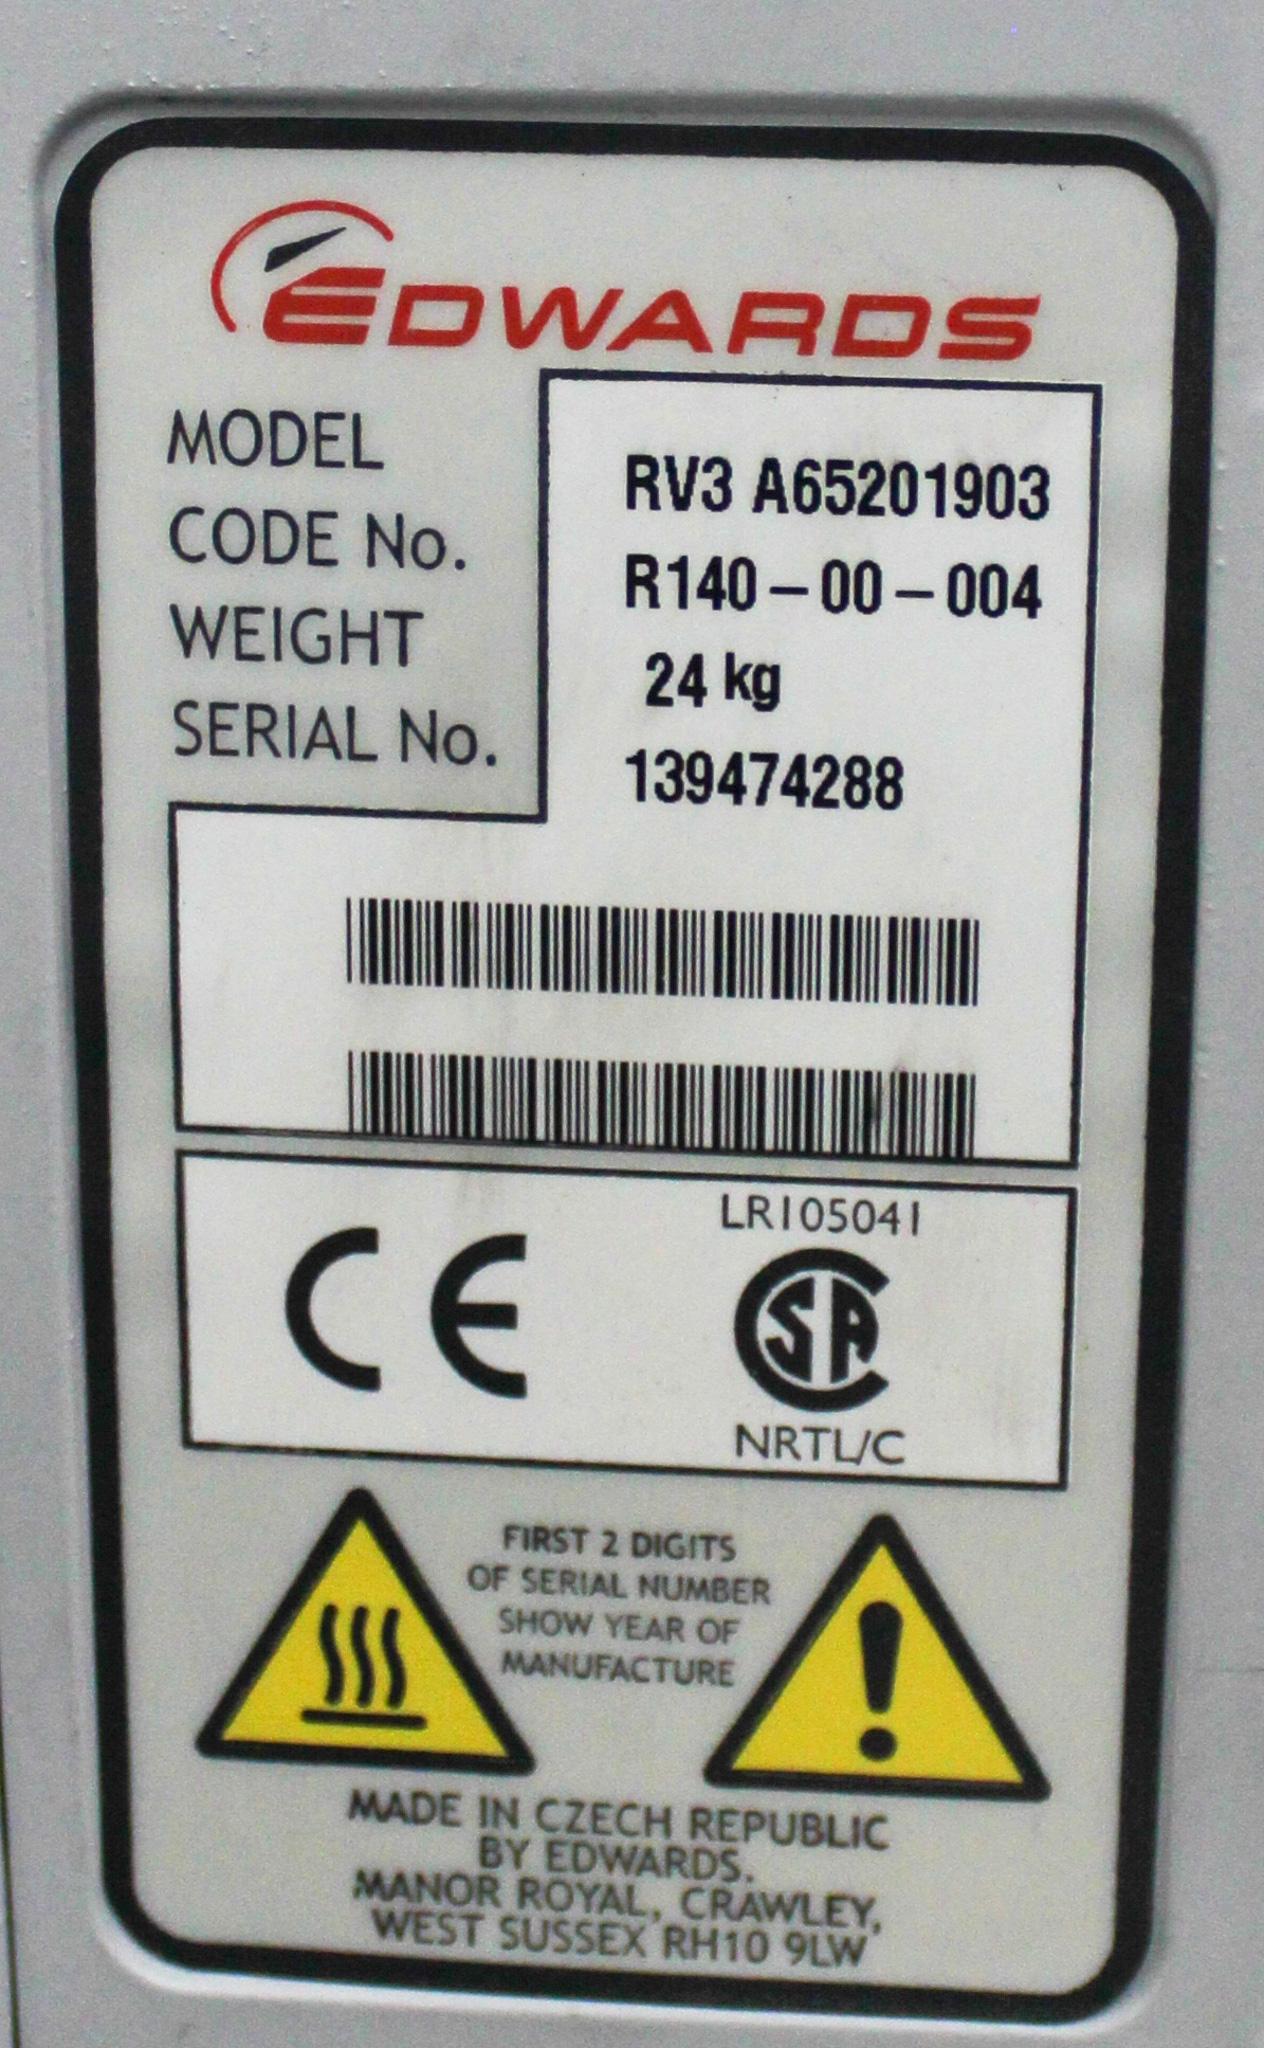 EDWARDS
MODEL RV3 A65201903
CODE No. R140-00-004
WEIGHT 24 kg
SERIAL No. 139474288
CE
LR105041
CSA
NRTL/C
FIRST 2 DIGITS
OF SERIAL NUMBER
SHOW YEAR OF
MANUFACTURE
MADE IN CZECH REPUBLIC
BY EDWARDS.
MANOR ROYAL, CRAWLEY,
WEST SUSSEX RH10 9LW